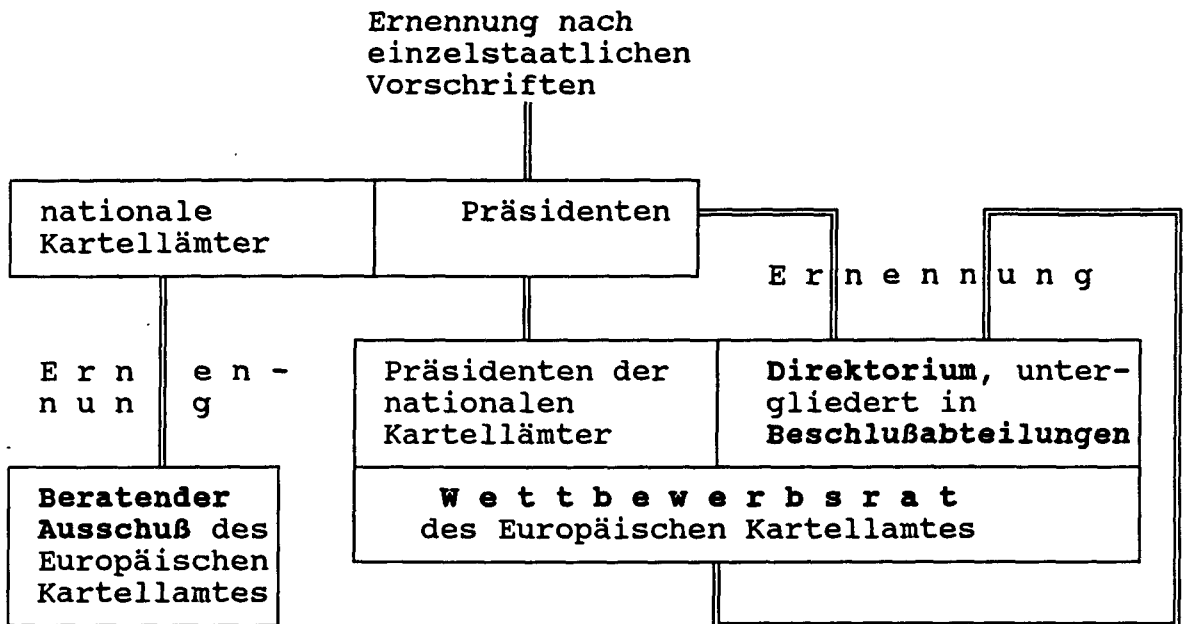 Ernennung nach
einzelstaatlichen
Vorschriften
nationale
Kartellämter
Präsidenten
E r n e n n u n g
E r n e n -
n u n g
Präsidenten der
nationalen
Kartellämter
Direktorium, unter-
gliedert in
Beschlußabteilungen
Beratender
Ausschuß des
Europäischen
Kartellamtes
W e t t b e w e r b s r a t
des Europäischen Kartellamtes